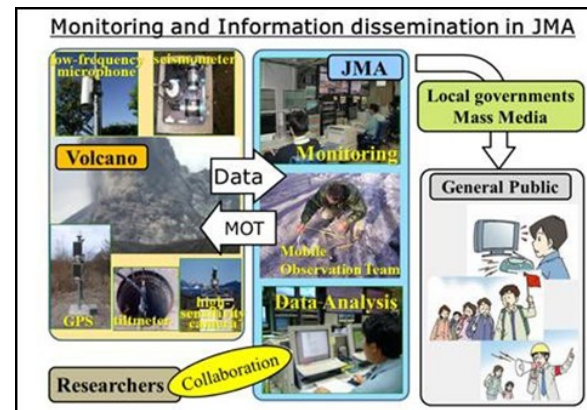 Monitoring and Information dissemination in JMA
low-frequency
microphone
seismometer
Volcano
GPS
tiltmeter
high-
sensitivity
camera
Data
MOT
JMA
Monitoring
Mobile
Observation Team
Data Analysis
Researchers
Collaboration
Local governments
Mass Media
General Public